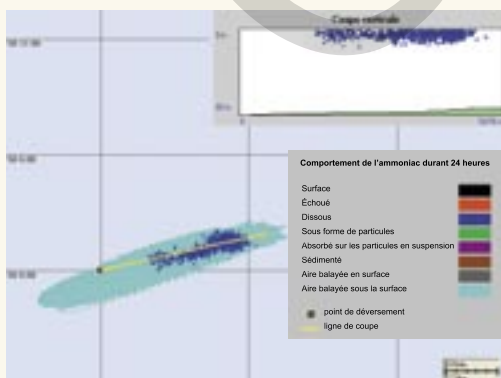 Coupe verticale
Comportement de l'ammoniac durant 24 heures
Surface
Échoué
Dissous
Sous forme de particules
Absorbé sur les particules en suspension
Sédimenté
Aire balayée en surface
Aire balayée sous la surface
point de déversement
ligne de coupe